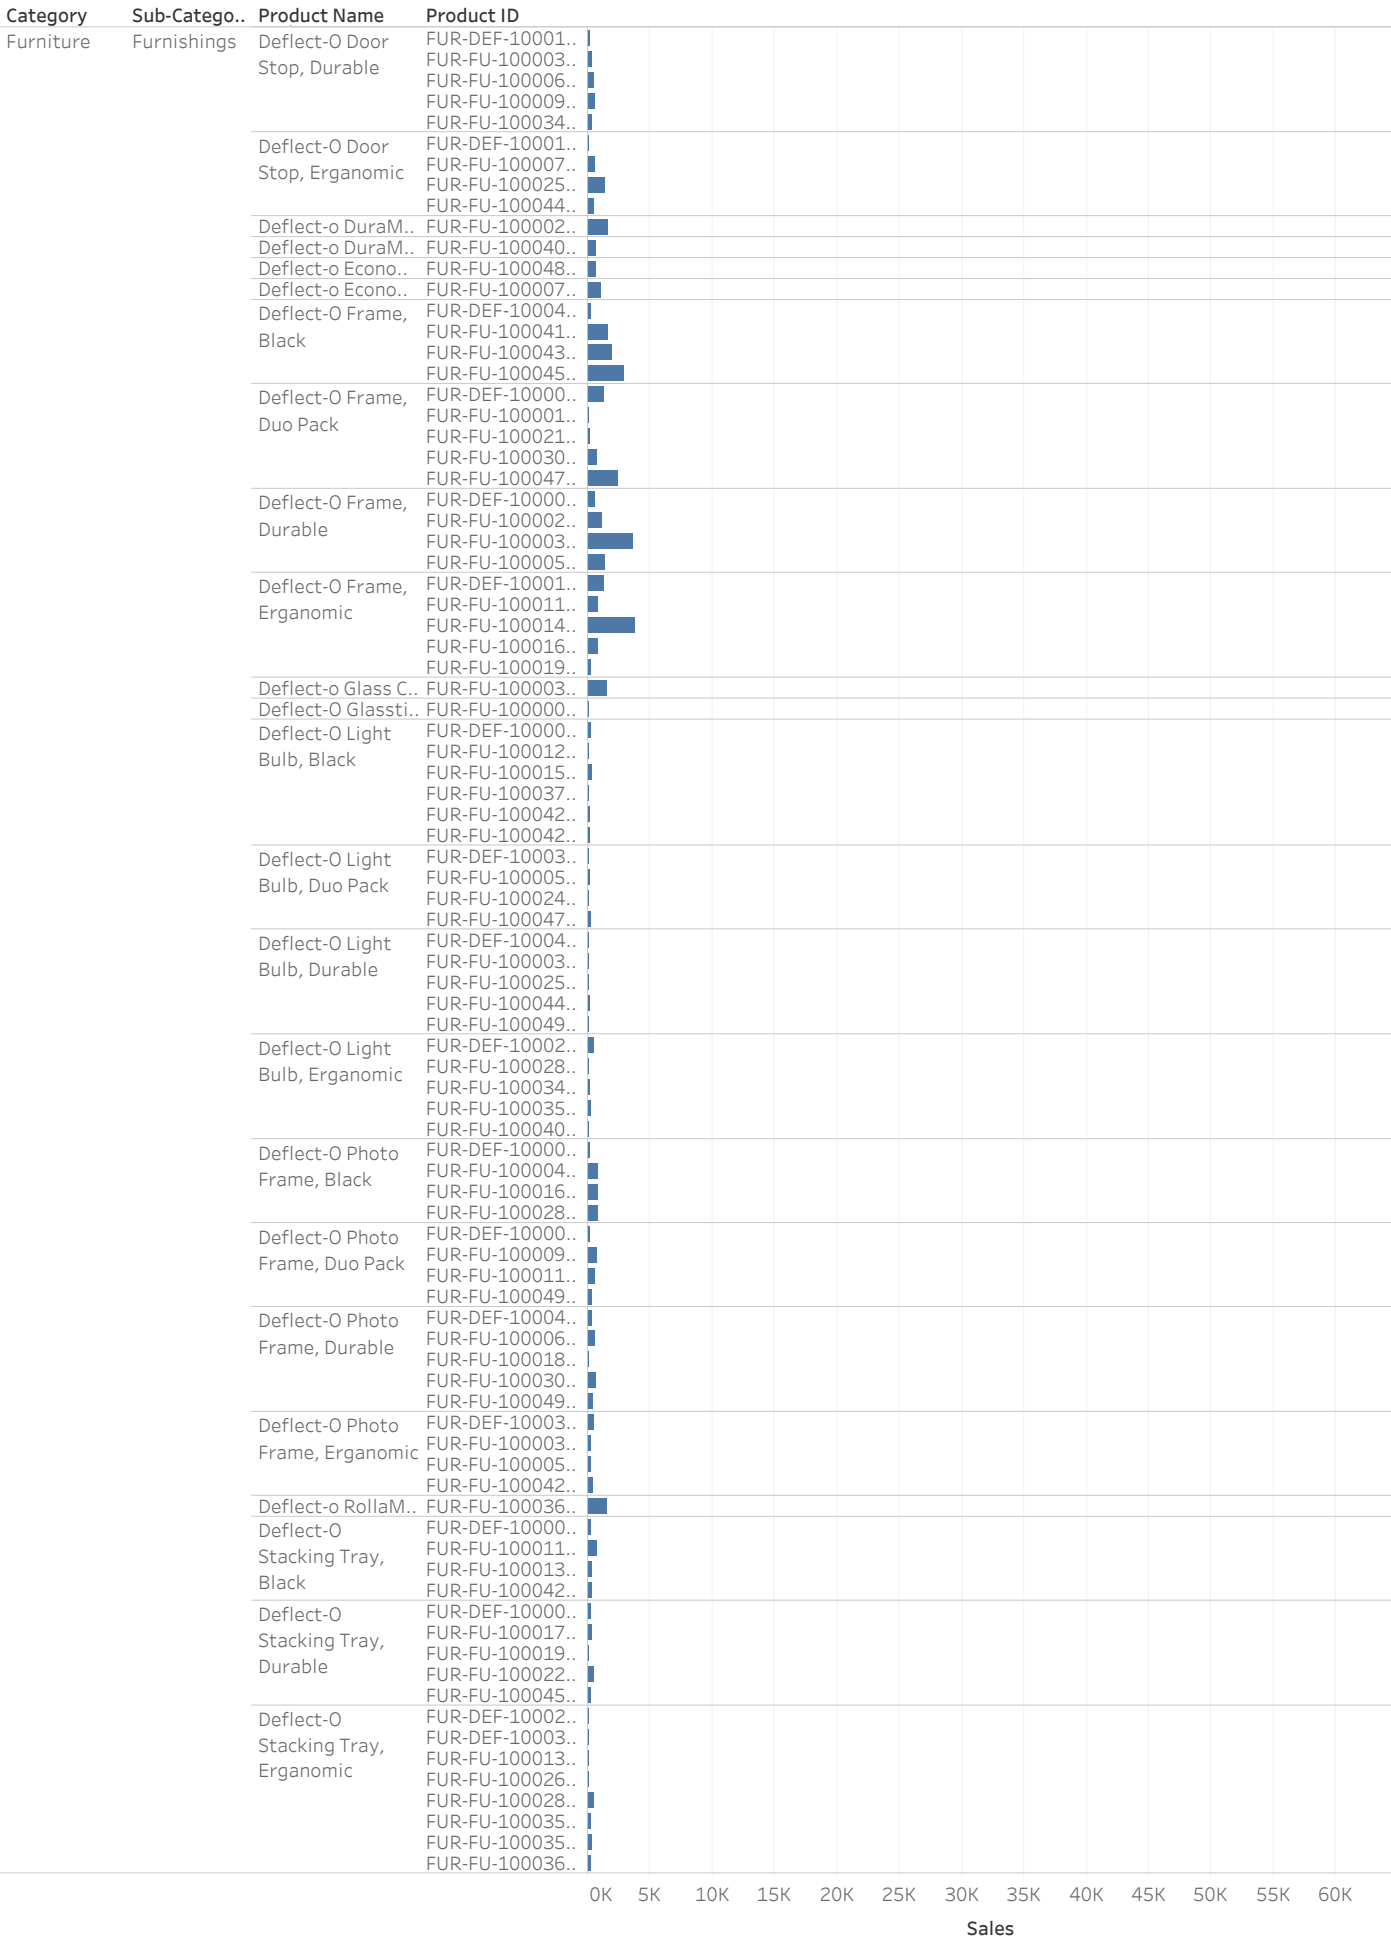 Category Sub-Catego.. Product Name Product ID
Furniture Furnishings Deflect-O Door Stop, Durable FUR-DEF-10001..
FUR-FU-100003..
FUR-FU-100006..
FUR-FU-100009..
FUR-FU-100034..
Deflect-O Door Stop, Erganomic FUR-DEF-10001..
FUR-FU-100007..
FUR-FU-100025..
FUR-FU-100044..
Deflect-o DuraM.. FUR-FU-100002..
Deflect-o DuraM.. FUR-FU-100040..
Deflect-o Econo.. FUR-FU-100048..
Deflect-o Econo.. FUR-FU-100007..
Deflect-O Frame, Black FUR-DEF-10004..
FUR-FU-100041..
FUR-FU-100043..
FUR-FU-100045..
Deflect-O Frame, Duo Pack FUR-DEF-10000..
FUR-FU-100001..
FUR-FU-100021..
FUR-FU-100030..
FUR-FU-100047..
Deflect-O Frame, Durable FUR-DEF-10000..
FUR-FU-100002..
FUR-FU-100003..
FUR-FU-100005..
Deflect-O Frame, Erganomic FUR-DEF-10001..
FUR-FU-100011..
FUR-FU-100014..
FUR-FU-100016..
FUR-FU-100019..
Deflect-o Glass C.. FUR-FU-100003..
Deflect-O Glassti.. FUR-FU-100000..
Deflect-O Light Bulb, Black FUR-DEF-10000..
FUR-FU-100012..
FUR-FU-100015..
FUR-FU-100037..
FUR-FU-100042..
FUR-FU-100042..
Deflect-O Light Bulb, Duo Pack FUR-DEF-10003..
FUR-FU-100005..
FUR-FU-100024..
FUR-FU-100047..
Deflect-O Light Bulb, Durable FUR-DEF-10004..
FUR-FU-100003..
FUR-FU-100025..
FUR-FU-100044..
FUR-FU-100049..
Deflect-O Light Bulb, Erganomic FUR-DEF-10002..
FUR-FU-100028..
FUR-FU-100034..
FUR-FU-100035..
FUR-FU-100040..
Deflect-O Photo Frame, Black FUR-DEF-10000..
FUR-FU-100004..
FUR-FU-100016..
FUR-FU-100028..
Deflect-O Photo Frame, Duo Pack FUR-DEF-10000..
FUR-FU-100009..
FUR-FU-100011..
FUR-FU-100049..
Deflect-O Photo Frame, Durable FUR-DEF-10004..
FUR-FU-100006..
FUR-FU-100018..
FUR-FU-100030..
FUR-FU-100049..
Deflect-O Photo Frame, Erganomic FUR-DEF-10003..
FUR-FU-100003..
FUR-FU-100005..
FUR-FU-100042..
Deflect-o RollaM.. FUR-FU-100036..
Deflect-O Stacking Tray, Black FUR-DEF-10000..
FUR-FU-100011..
FUR-FU-100013..
FUR-FU-100042..
Deflect-O Stacking Tray, Durable FUR-DEF-10000..
FUR-FU-100017..
FUR-FU-100019..
FUR-FU-100022..
FUR-FU-100045..
Deflect-O Stacking Tray, Erganomic FUR-DEF-10002..
FUR-DEF-10003..
FUR-FU-100013..
FUR-FU-100026..
FUR-FU-100028..
FUR-FU-100035..
FUR-FU-100035..
FUR-FU-100036..
0K 5K 10K 15K 20K 25K 30K 35K 40K 45K 50K 55K 60K
Sales